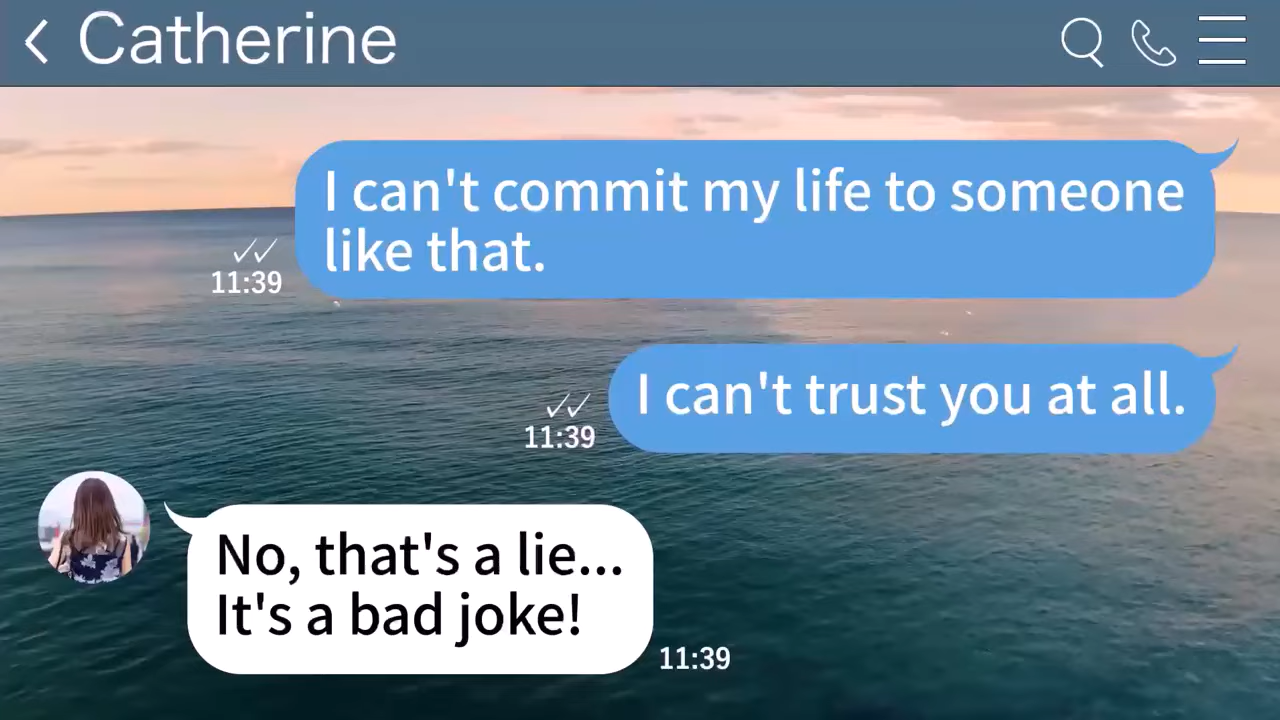 Catherine
I can't commit my life to someone
like that.
11:39
I can't trust you at all.
11:39
No, that's a lie...
It's a bad joke!
11:39